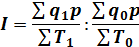 I = ∑ q₁p / ∑ T₁ : ∑ q₀p / ∑ T₀